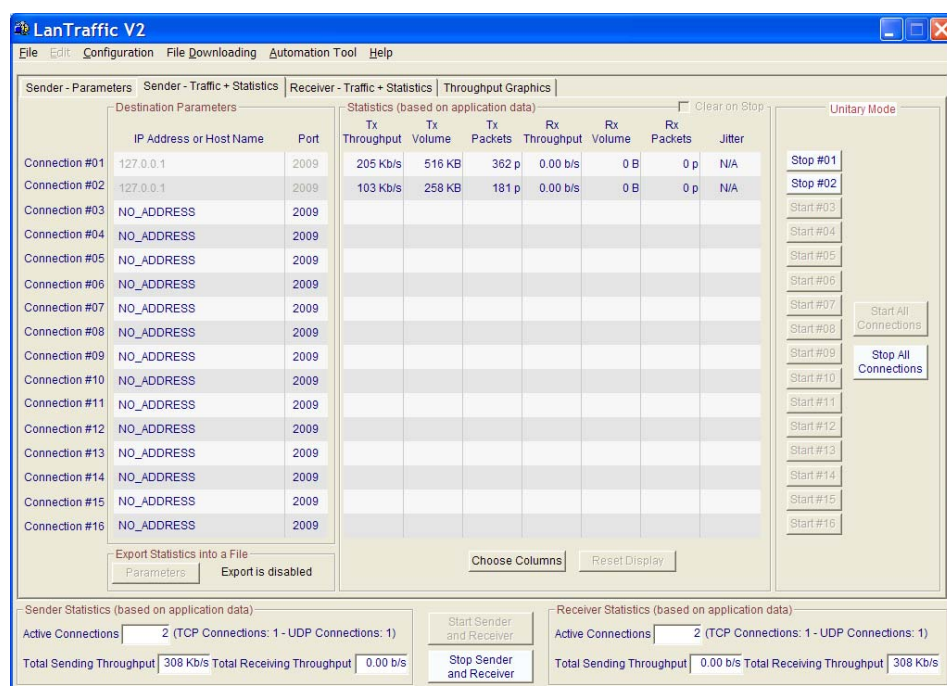 LanTraffic V2
File Edit Configuration File Downloading Automation Tool Help
Sender - Parameters Sender - Traffic + Statistics Receiver - Traffic + Statistics Throughput Graphics
Destination Parameters Statistics (based on application data) Clear on Stop Unitary Mode
IP Address or Host Name Port Tx Throughput Tx Volume Tx Packets Rx Throughput Rx Volume Rx Packets Jitter
Connection #01 127.0.0.1 2009 205 Kb/s 516 KB 362 p 0.00 b/s 0 B 0 p N/A Stop #01
Connection #02 127.0.0.1 2009 103 Kb/s 258 KB 181 p 0.00 b/s 0 B 0 p N/A Stop #02
Connection #03 NO_ADDRESS 2009 Start #03
Connection #04 NO_ADDRESS 2009 Start #04
Connection #05 NO_ADDRESS 2009 Start #05
Connection #06 NO_ADDRESS 2009 Start #06
Connection #07 NO_ADDRESS 2009 Start #07
Connection #08 NO_ADDRESS 2009 Start #08
Start All Connections
Connection #09 NO_ADDRESS 2009 Start #09
Stop All Connections
Connection #10 NO_ADDRESS 2009 Start #10
Connection #11 NO_ADDRESS 2009 Start #11
Connection #12 NO_ADDRESS 2009 Start #12
Connection #13 NO_ADDRESS 2009 Start #13
Connection #14 NO_ADDRESS 2009 Start #14
Connection #15 NO_ADDRESS 2009 Start #15
Connection #16 NO_ADDRESS 2009 Start #16
Export Statistics into a File
Parameters Export is disabled
Choose Columns Reset Display
Sender Statistics (based on application data)
Active Connections 2 (TCP Connections: 1 - UDP Connections: 1)
Total Sending Throughput 308 Kb/s Total Receiving Throughput 0.00 b/s
Start Sender
and Receiver
Stop Sender
and Receiver
Receiver Statistics (based on application data)
Active Connections 2 (TCP Connections: 1 - UDP Connections: 1)
Total Sending Throughput 0.00 b/s Total Receiving Throughput 308 Kb/s